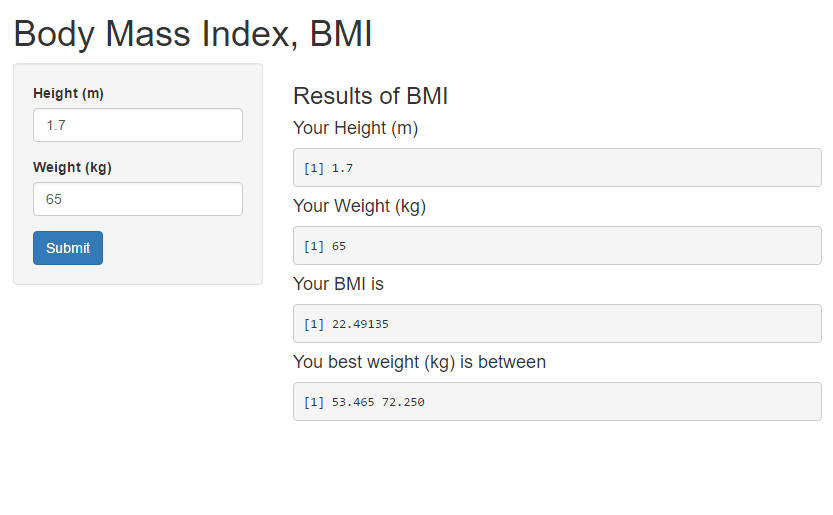 Body Mass Index, BMI
Height (m)
1.7
Weight (kg)
65
Submit
Results of BMI
Your Height (m)
[1] 1.7
Your Weight (kg)
[1] 65
Your BMI is
[1] 22.49135
You best weight (kg) is between
[1] 53.465 72.250